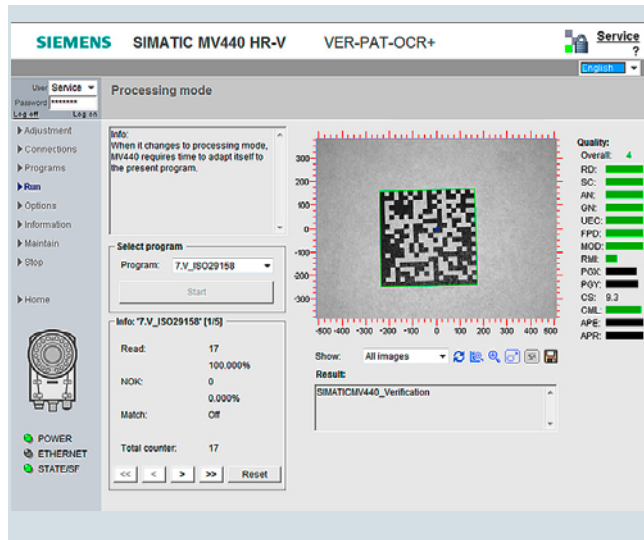 SIEMENS SIMATIC MV440 HR-V VER-PAT-OCR+ Service
?
English
User Service
Password *******
Log off Log on
Processing mode
Adjustment
Connections
Programs
Run
Options
Information
Maintain
Stop
Home
POWER
ETHERNET
STATE/SF
Info:
When it changes to processing mode,
MV440 requires time to adapt itself to
the present program.
Select program
Program: 7.V_ISO29158
Start
Info: '7.V_ISO29158' [1/5]
Read: 17
100.000%
NOK: 0
0.000%
Match: Off
Total counter: 17
<< < > >> Reset
300
200
100
0
-100
-200
-300
-500 -400 -300 -200 -100 0 100 200 300 400 500
Show: All images
Result:
SIMATICMV440_Verification
Quality:
Overall: 4
RD:
SC:
AN:
GN:
UEC:
FPD:
MOD:
RMI:
PGX:
PGY:
CS: 9.3
CML:
APE:
APR: